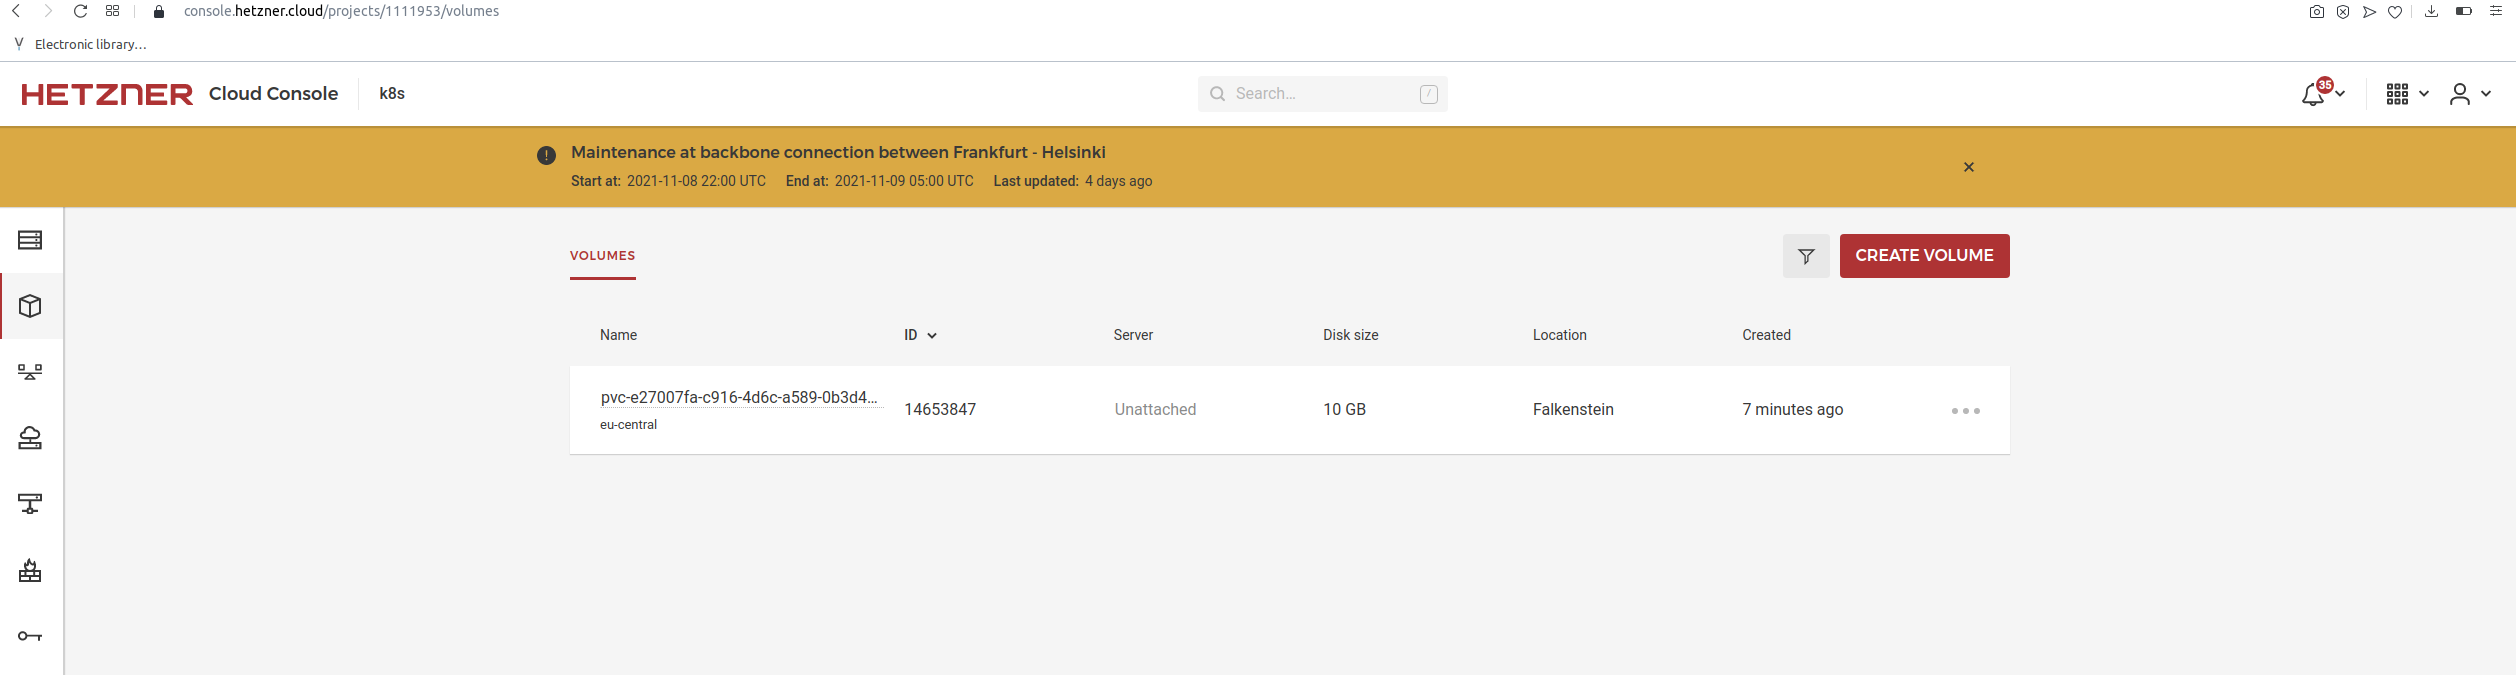 console.hetzner.cloud/projects/1111953/volumes
Electronic library...
HETZNER Cloud Console k8s Search... / 35
Maintenance at backbone connection between Frankfurt - Helsinki
Start at: 2021-11-08 22:00 UTC End at: 2021-11-09 05:00 UTC Last updated: 4 days ago
VOLUMES CREATE VOLUME
Name ID Server Disk size Location Created
pvc-e27007fa-c916-4d6c-a589-0b3d4... 14653847 Unattached 10 GB Falkenstein 7 minutes ago
eu-central